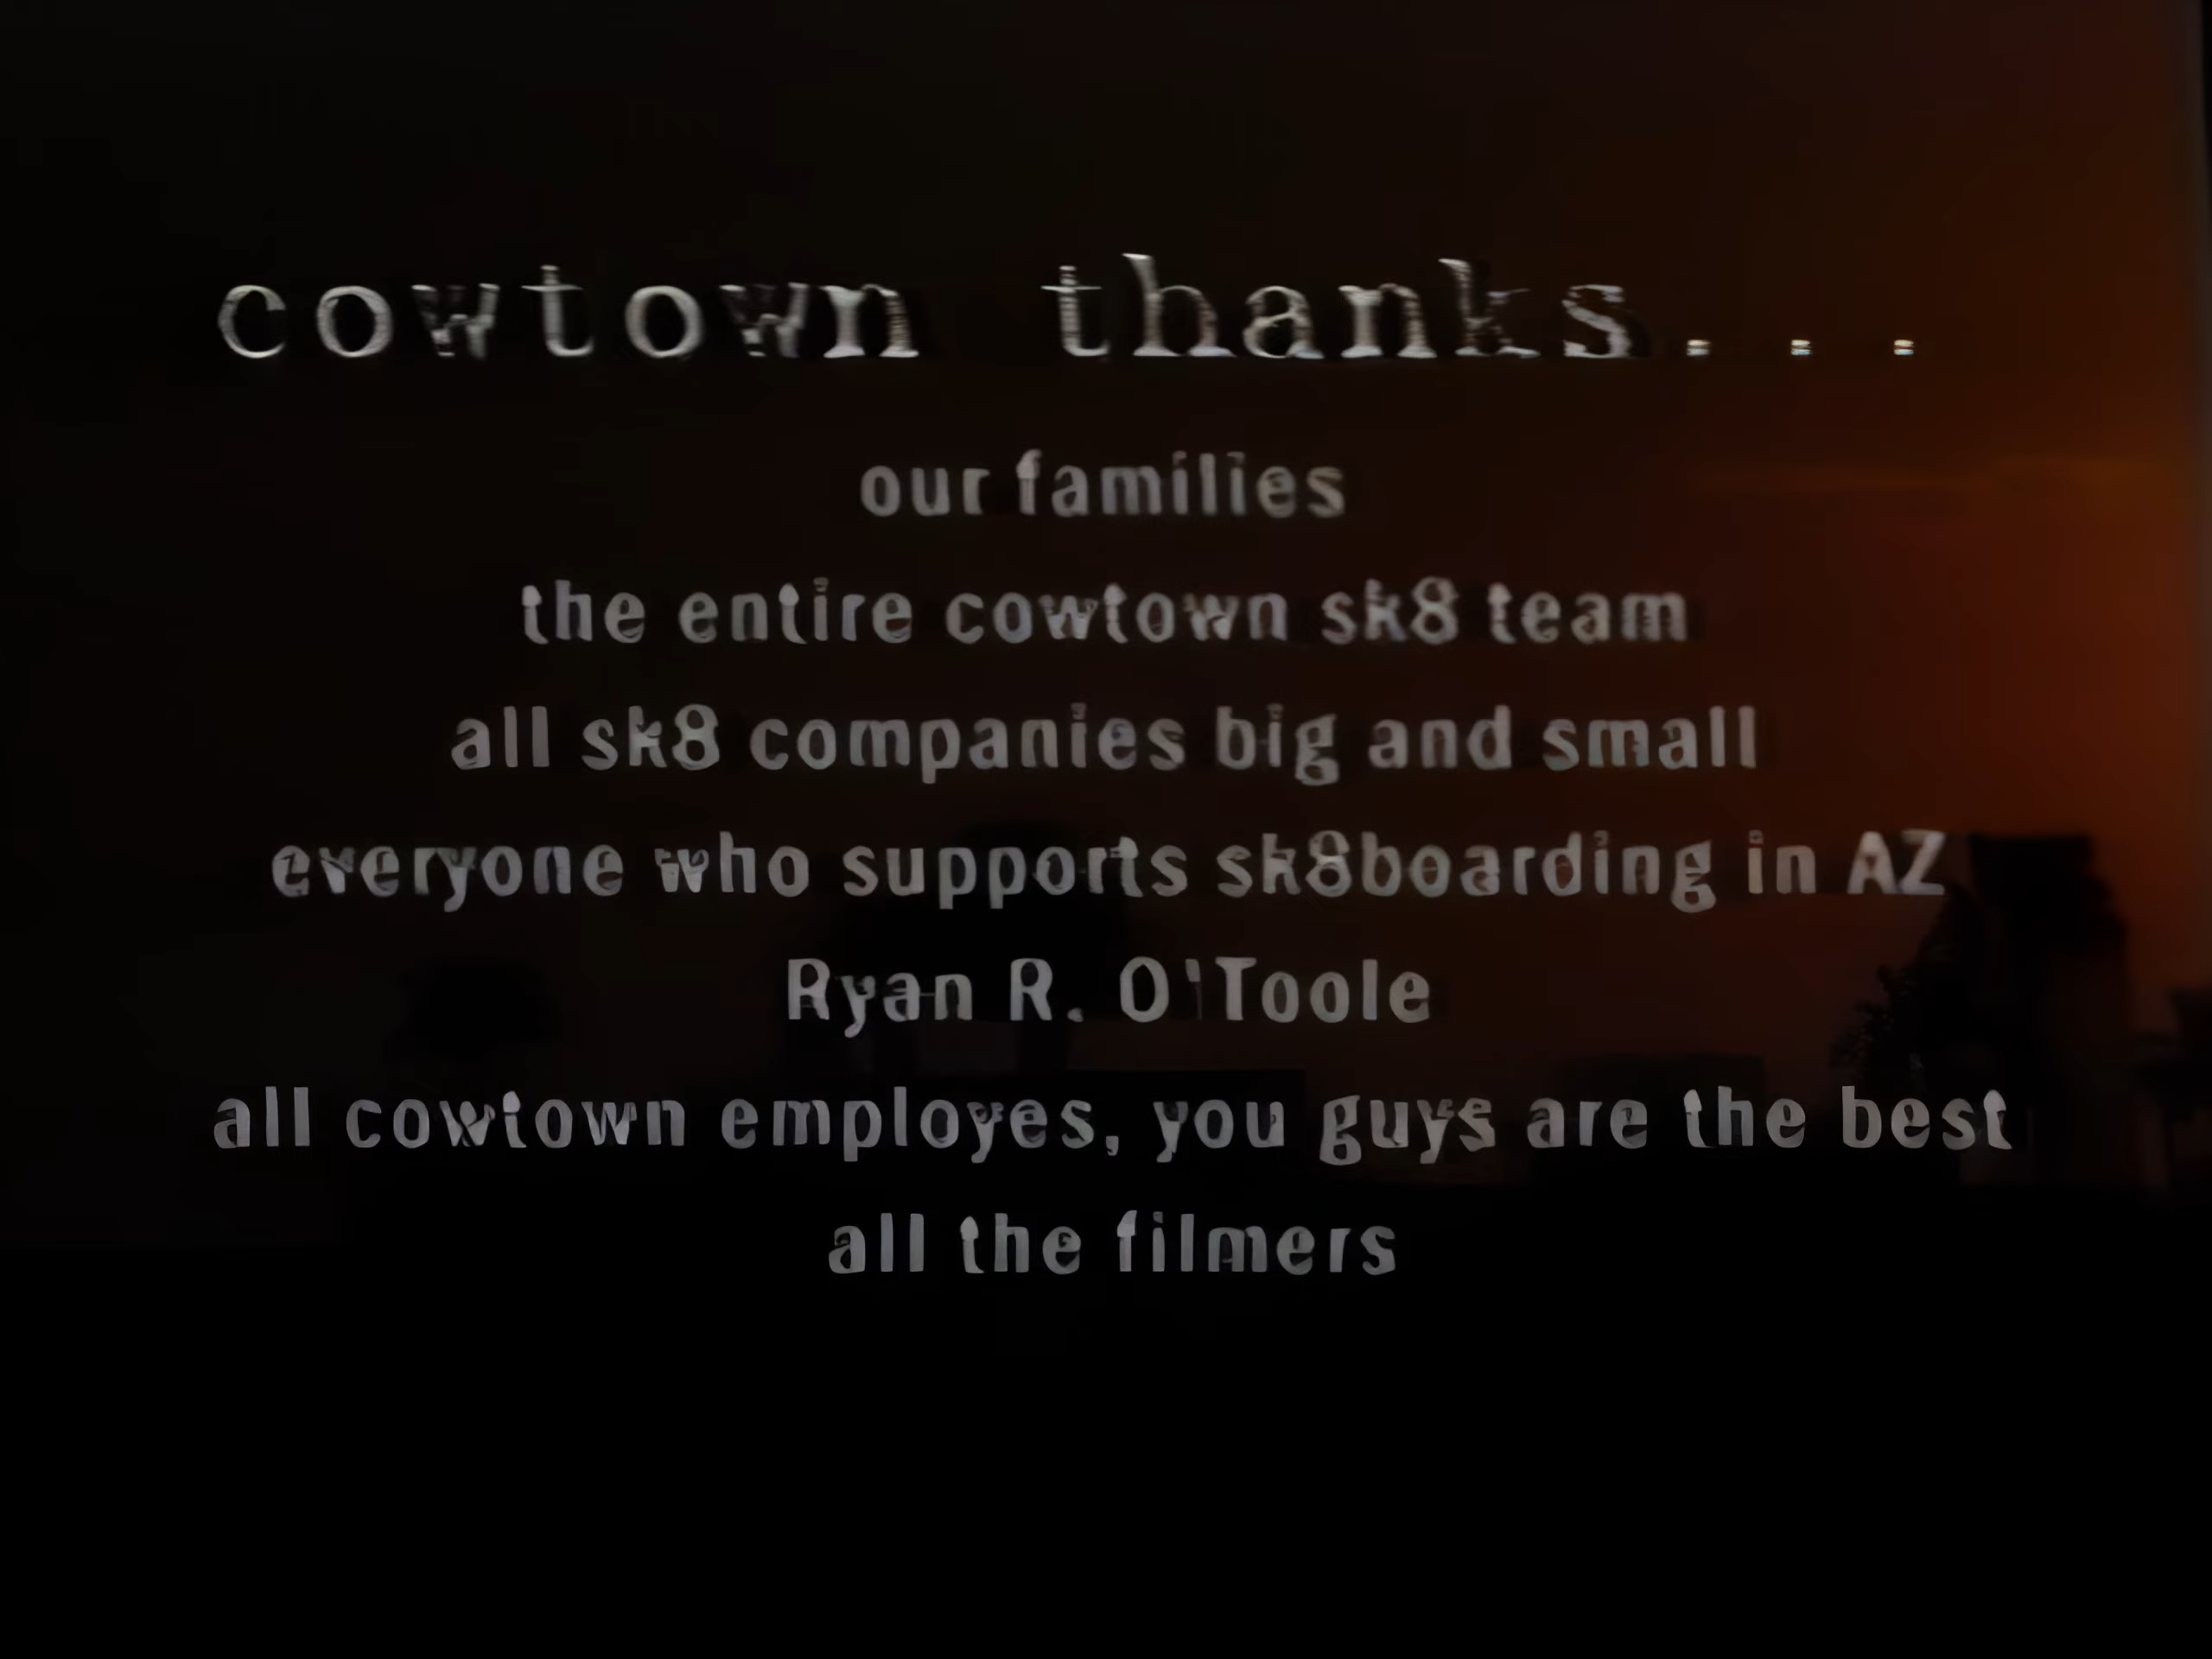 cowtown thanks...
our families
the entire cowtown sk8 team
all sk8 companies big and small
everyone who supports sk8boarding in AZ
Ryan R. O'Toole
all cowtown employes, you guys are the best
all the filmers